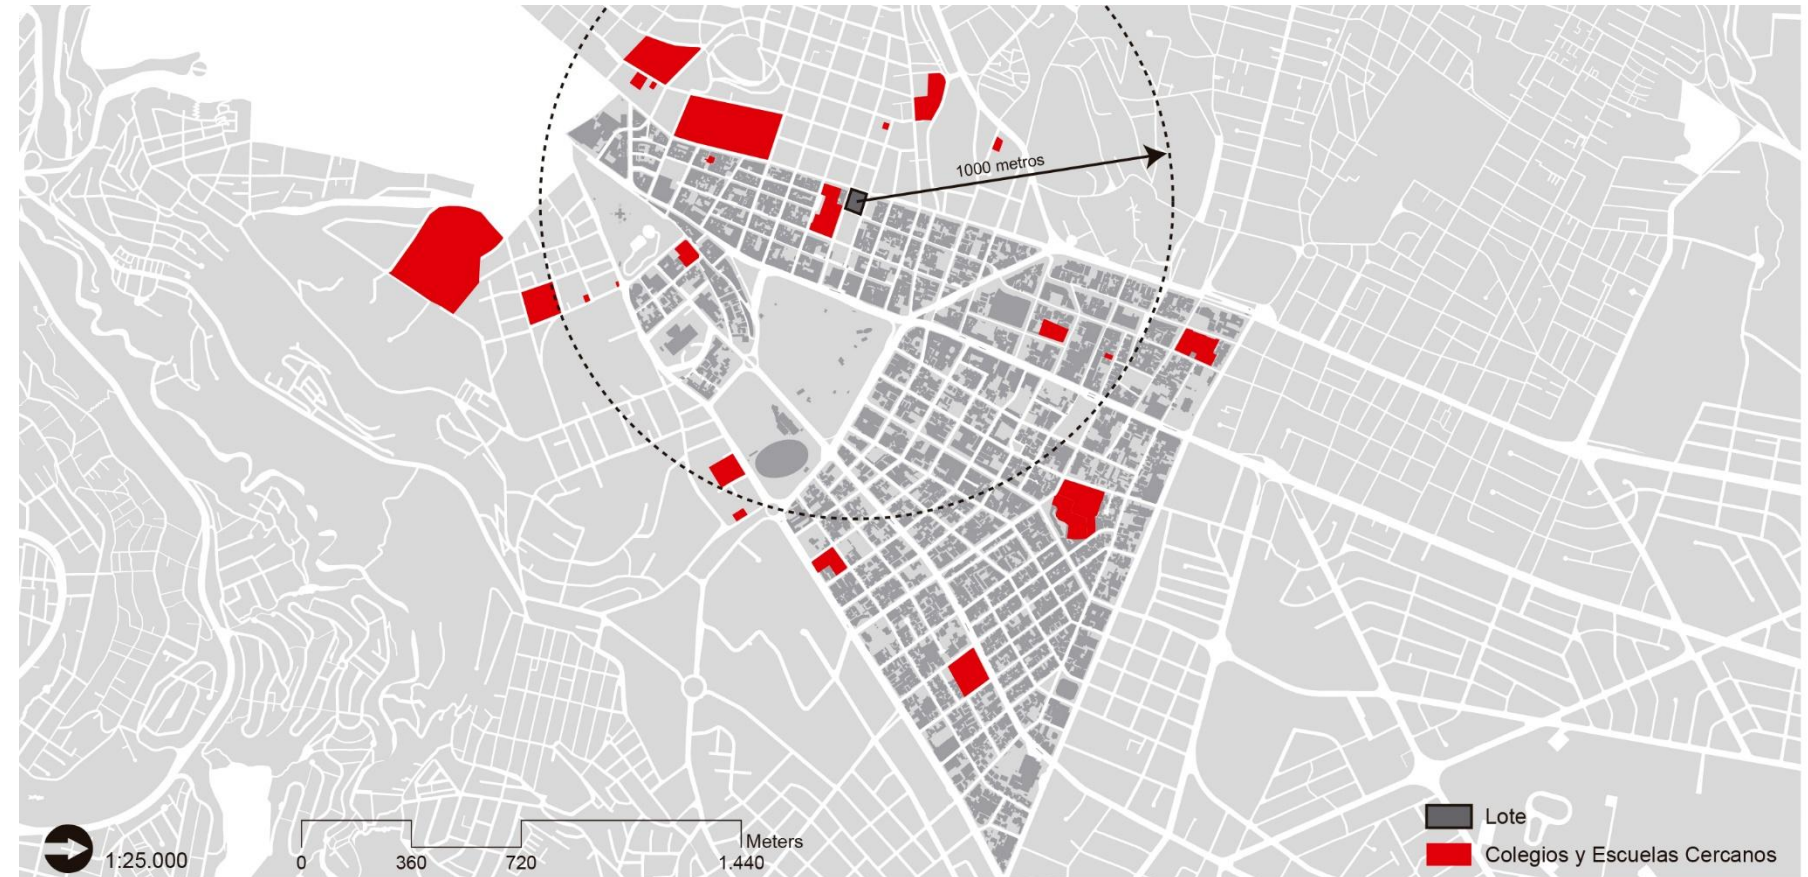 1000 metros
Lote
Meters
1:25.000
0 360 720 1.440
Colegios y Escuelas Cercanos